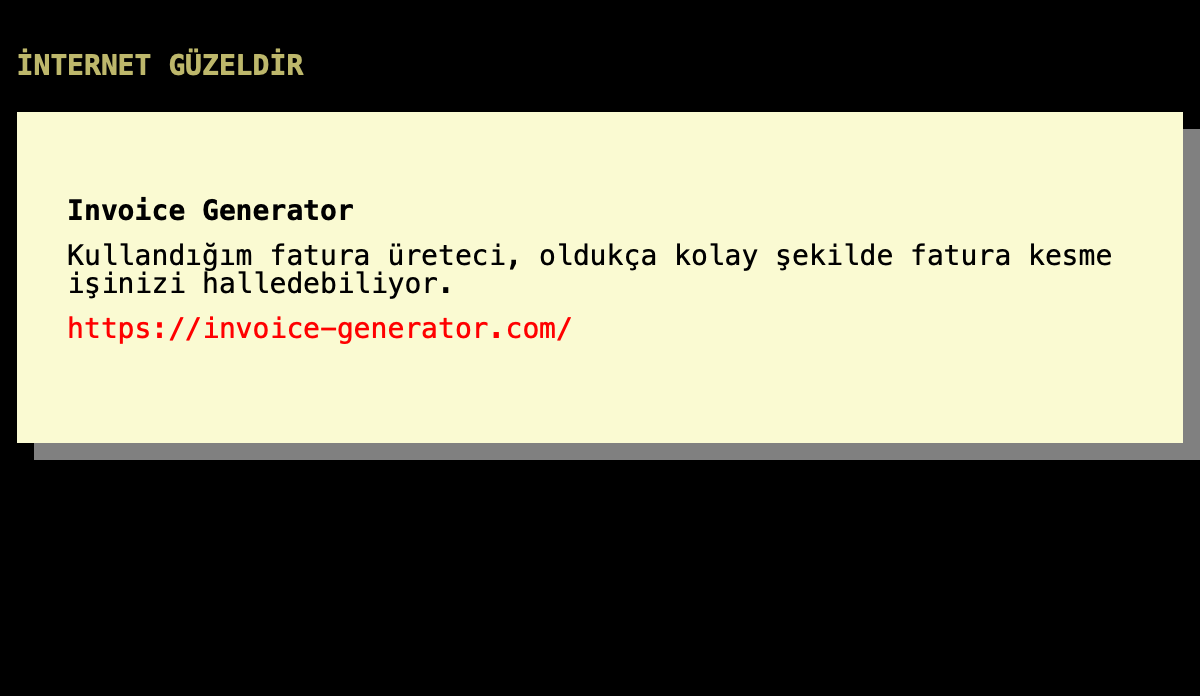 İNTERNET GÜZELDİR
Invoice Generator
Kullandığım fatura üreteci, oldukça kolay şekilde fatura kesme
işinizi halledebiliyor.
https://invoice-generator.com/